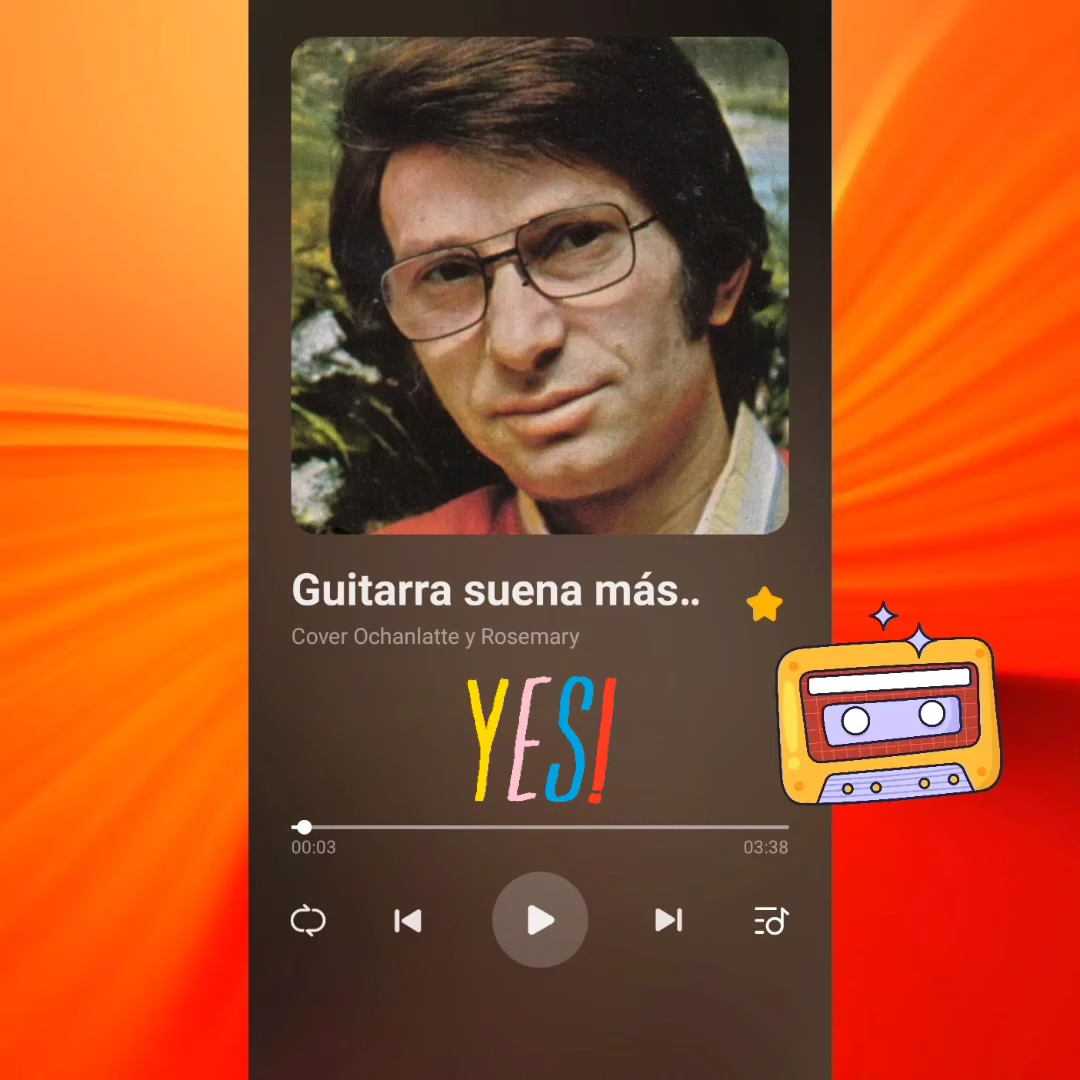 Guitarra suena más..
Cover Ochanlatte y Rosemary
YES!
00:03
03:38